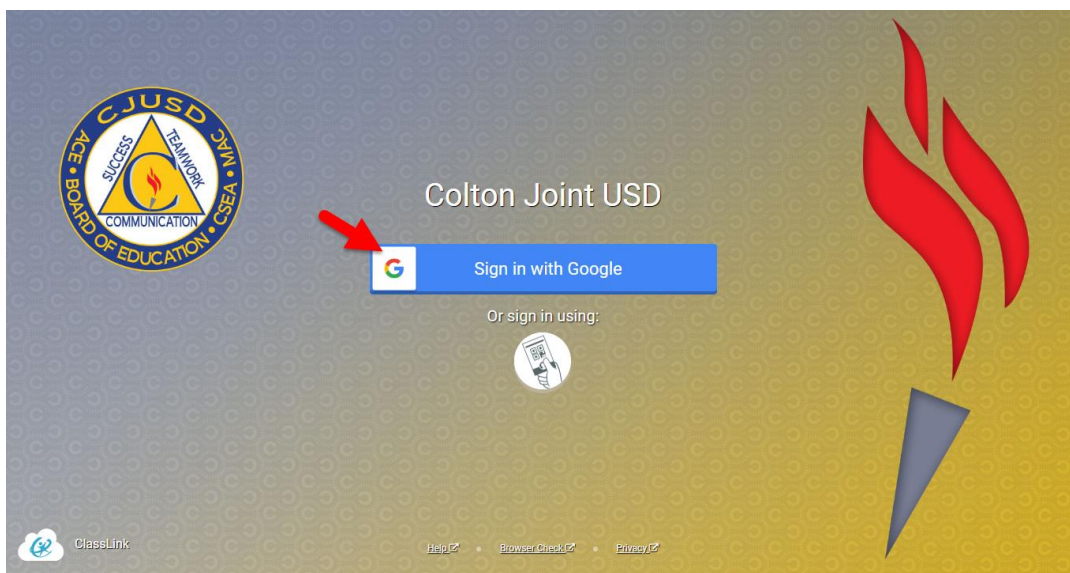 CJUSD
ACE • BOARD OF EDUCATION • CSEA • MAC
SUCCESS
TEAMWORK
C
COMMUNICATION
Colton Joint USD
G
Sign in with Google
Or sign in using:
ClassLink
Help
Browser Check
Privacy